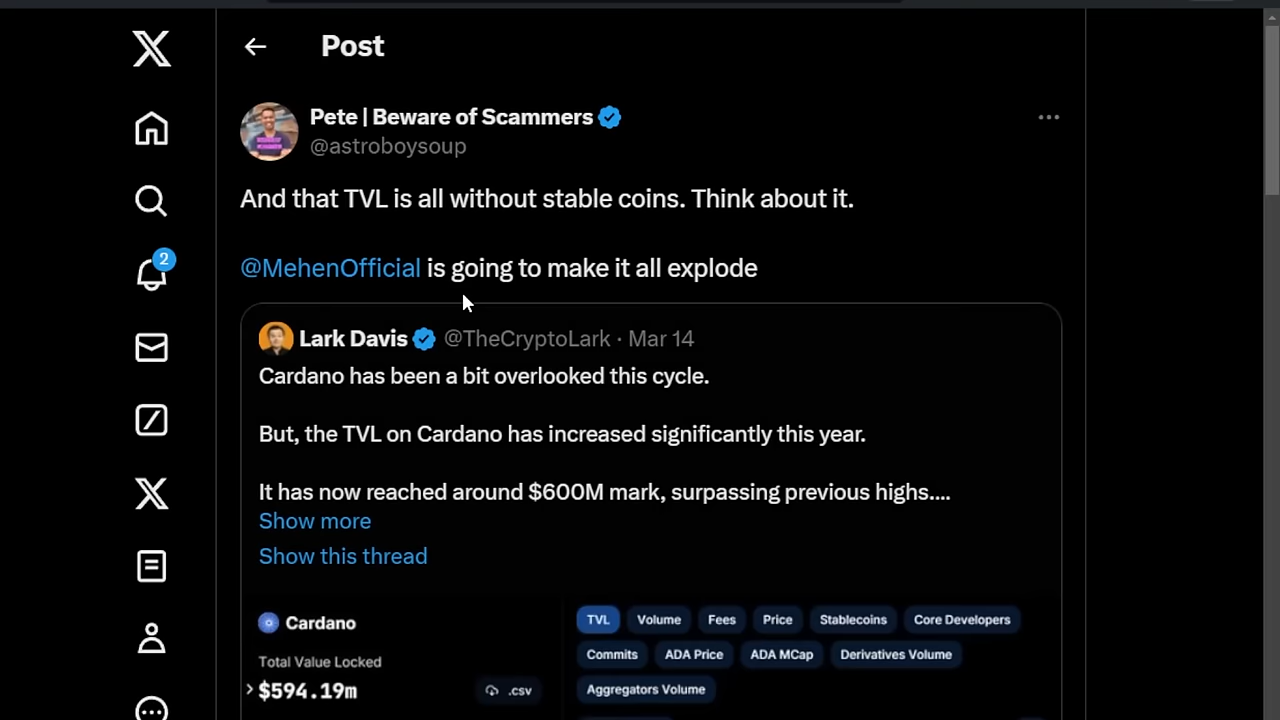 Post
Pete | Beware of Scammers
@astroboysoup
And that TVL is all without stable coins. Think about it.
@MehenOfficial is going to make it all explode
2
Lark Davis @TheCryptoLark · Mar 14
Cardano has been a bit overlooked this cycle.
But, the TVL on Cardano has increased significantly this year.
It has now reached around $600M mark, surpassing previous highs....
Show more
Show this thread
Cardano
Total Value Locked
$594.19m
.csv
TVL Volume Fees Price Stablecoins Core Developers
Commits ADA Price ADA MCap Derivatives Volume
Aggregators Volume